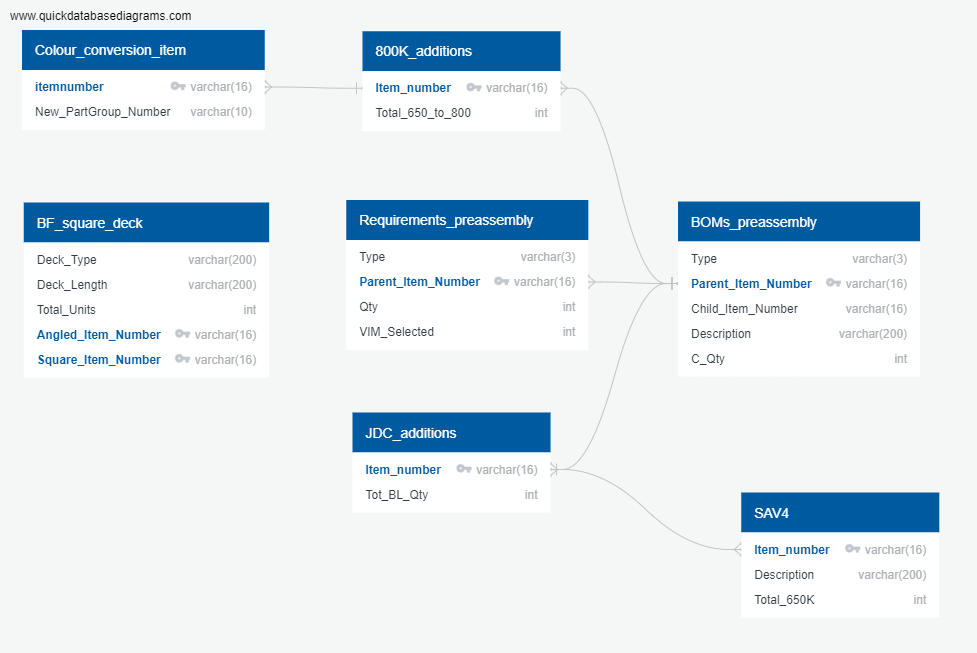 www.quickdatabasediagrams.com
Colour_conversion_item
itemnumber varchar(16)
New_PartGroup_Number varchar(10)
800K_additions
Item_number varchar(16)
Total_650_to_800 int
BF_square_deck
Deck_Type varchar(200)
Deck_Length varchar(200)
Total_Units int
Angled_Item_Number varchar(16)
Square_Item_Number varchar(16)
Requirements_preassembly
Type varchar(3)
Parent_Item_Number varchar(16)
Qty int
VIM_Selected int
BOMs_preassembly
Type varchar(3)
Parent_Item_Number varchar(16)
Child_Item_Number varchar(16)
Description varchar(200)
C_Qty int
JDC_additions
Item_number varchar(16)
Tot_BL_Qty int
SAV4
Item_number varchar(16)
Description varchar(200)
Total_650K int